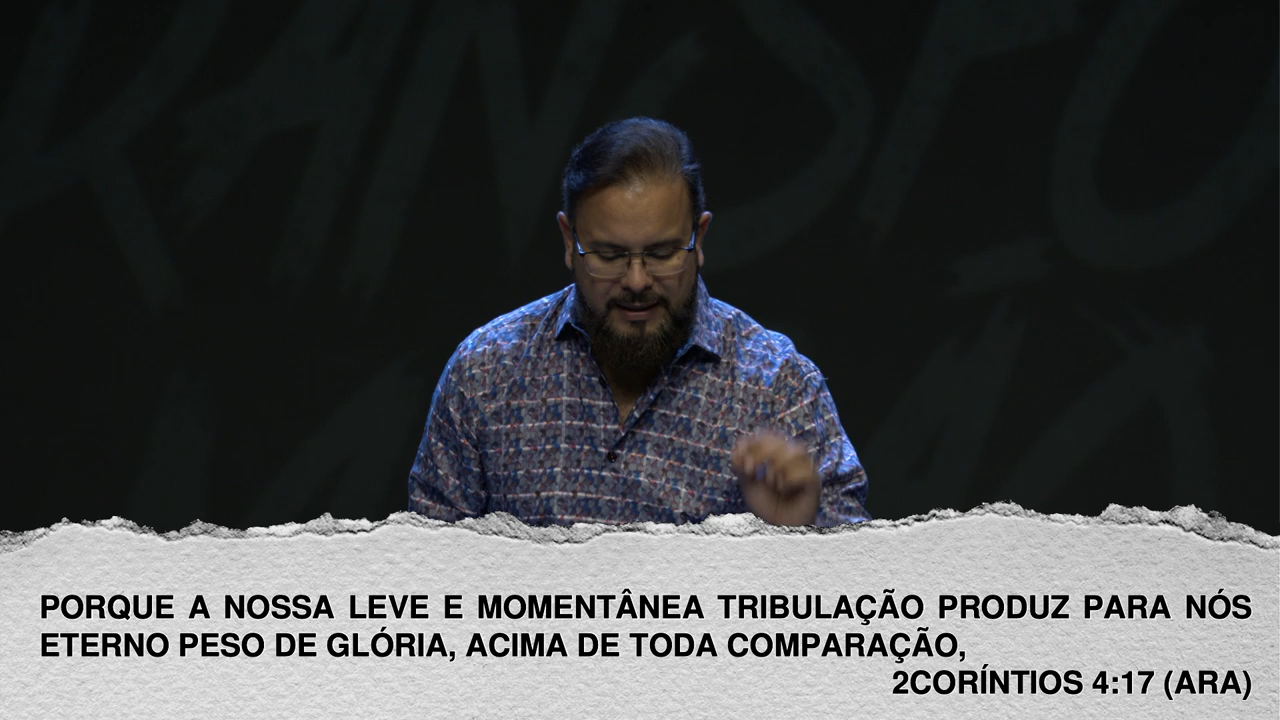 PORQUE A NOSSA LEVE E MOMENTÂNEA TRIBULAÇÃO PRODUZ PARA NÓS
ETERNO PESO DE GLÓRIA, ACIMA DE TODA COMPARAÇÃO,
2CORÍNTIOS 4:17 (ARA)